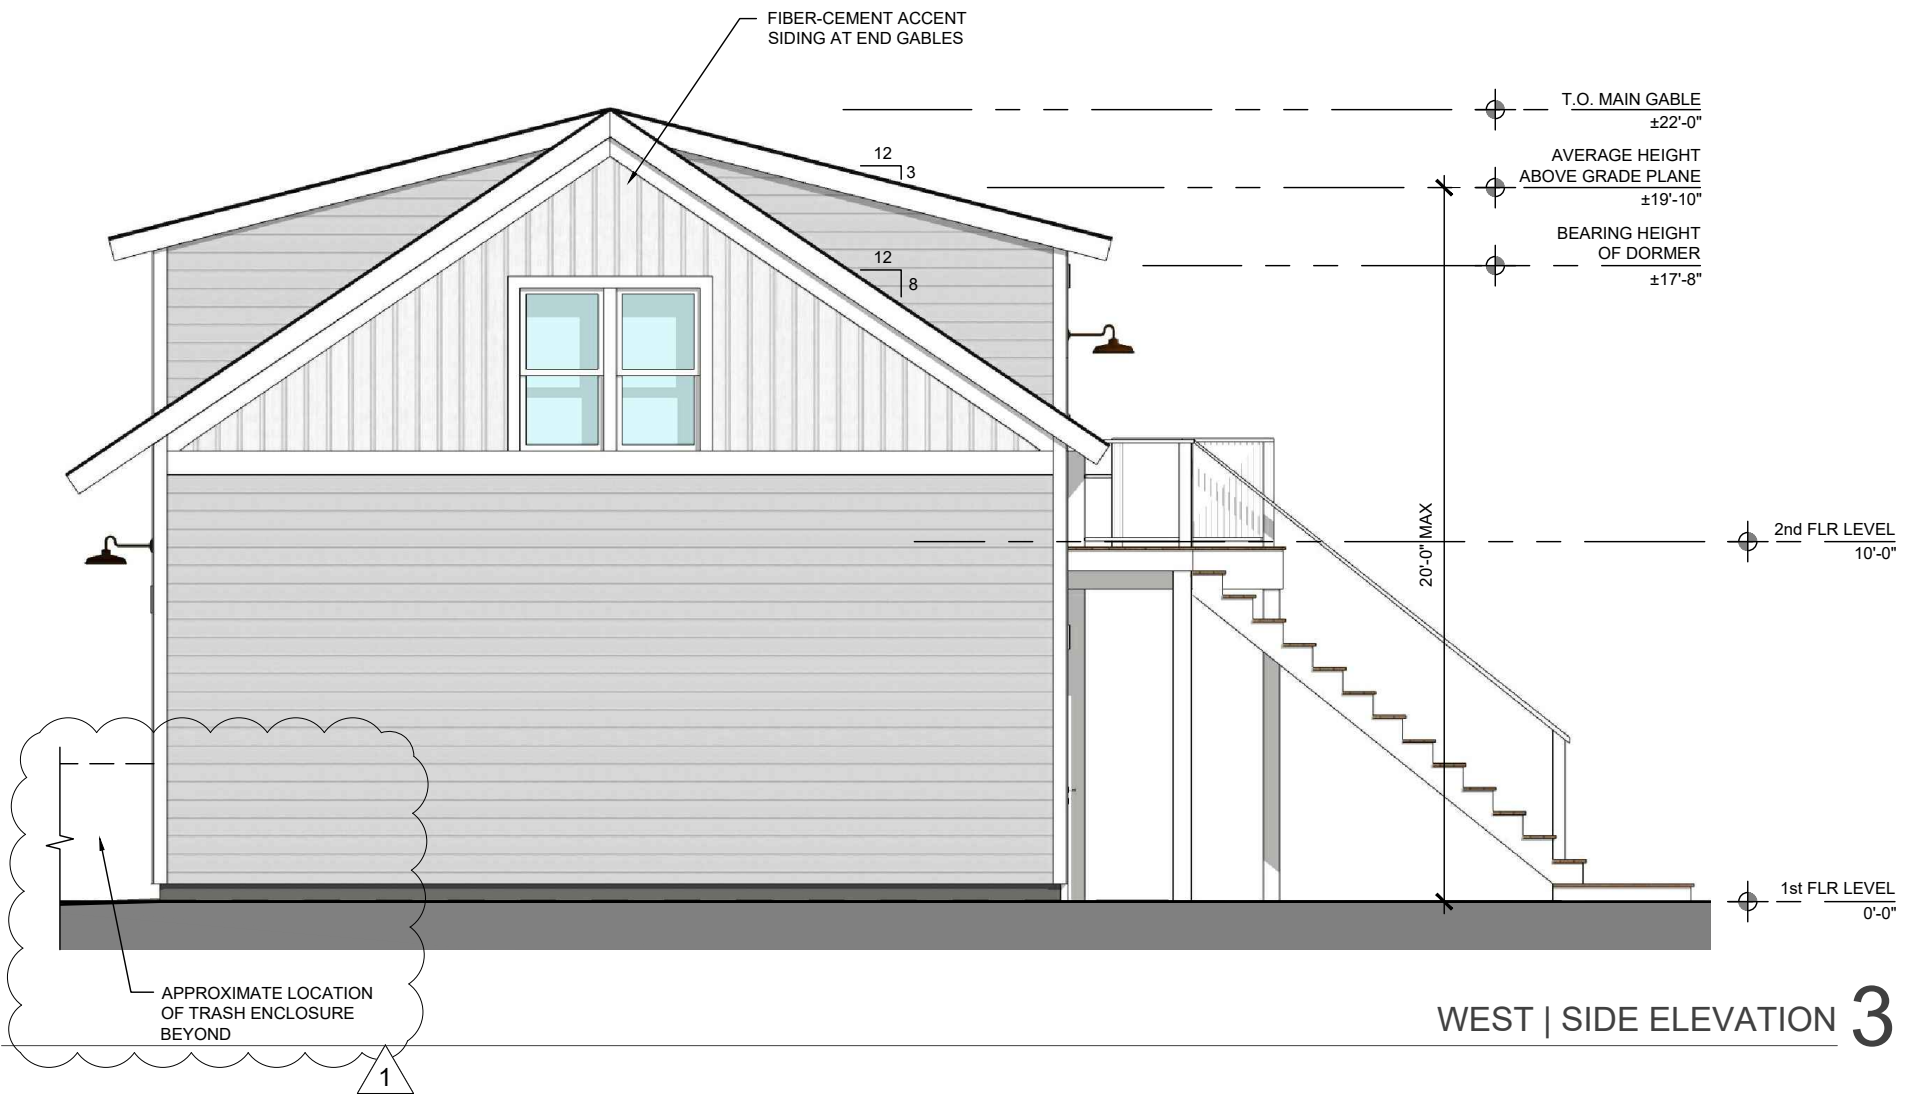 FIBER-CEMENT ACCENT
SIDING AT END GABLES
T.O. MAIN GABLE
±22'-0"
12
3
AVERAGE HEIGHT
ABOVE GRADE PLANE
±19'-10"
BEARING HEIGHT
OF DORMER
±17'-8"
12
8
20'-0" MAX
2nd FLR LEVEL
10'-0"
1st FLR LEVEL
0'-0"
APPROXIMATE LOCATION
OF TRASH ENCLOSURE
BEYOND
1
WEST | SIDE ELEVATION 3